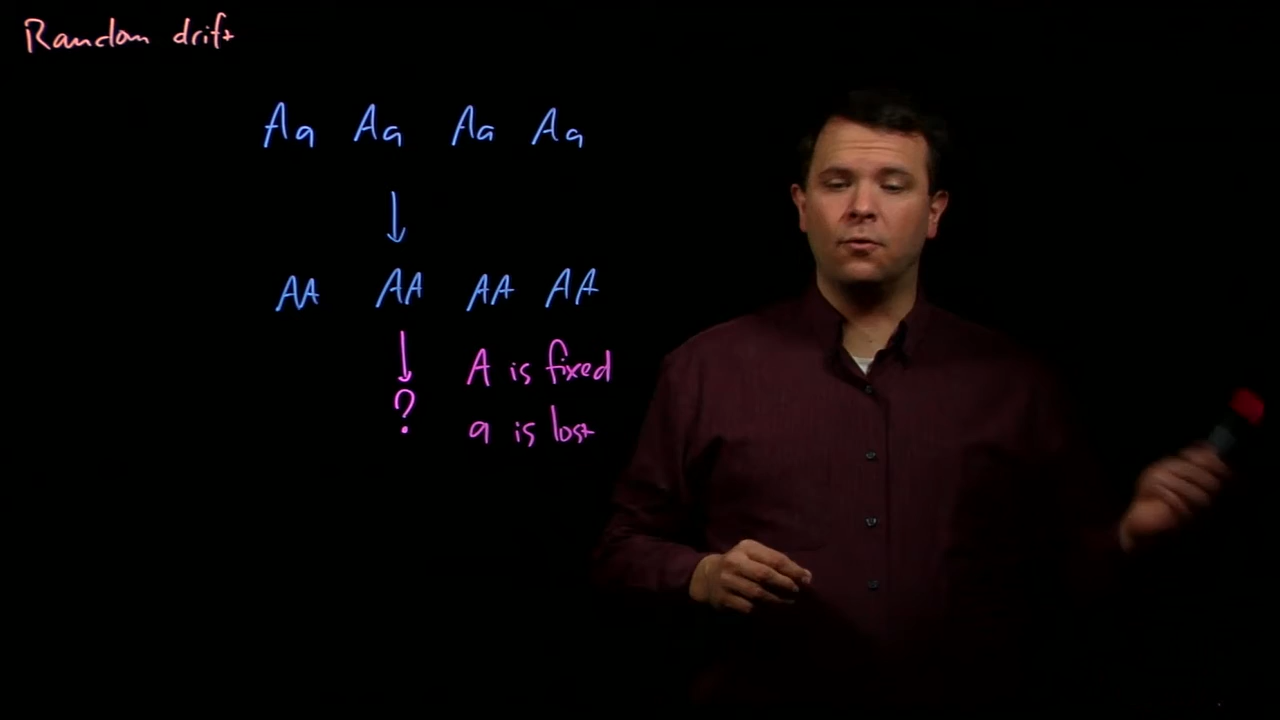 Random drift
Aa Aa Aa Aa
↓
AA AA AA AA
↓ A is fixed
? a is lost